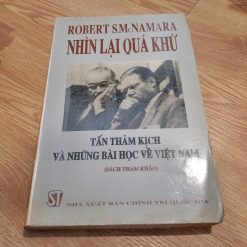 ROBERT S.McNAMARA
NHÌN LẠI QUÁ KHỨ
TẤN THẢM KỊCH
VÀ NHỮNG BÀI HỌC VỀ VIỆT NAM
(SÁCH THAM KHẢO)
ST
NHÀ XUẤT BẢN CHÍNH TRỊ QUỐC GIA